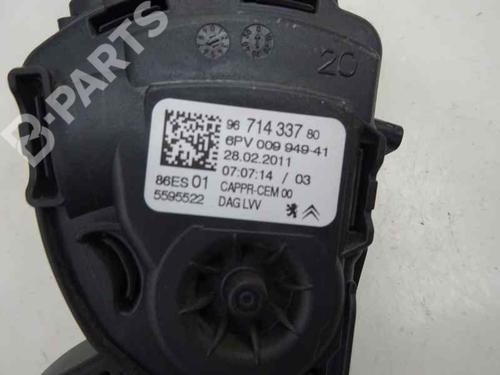 B-PARTS
20
96 714 337 80
6PV 009 949-41
28.02.2011
07:07:14 / 03
86ES 01 CAPPR-CEM 00
5595522 DAG LVV